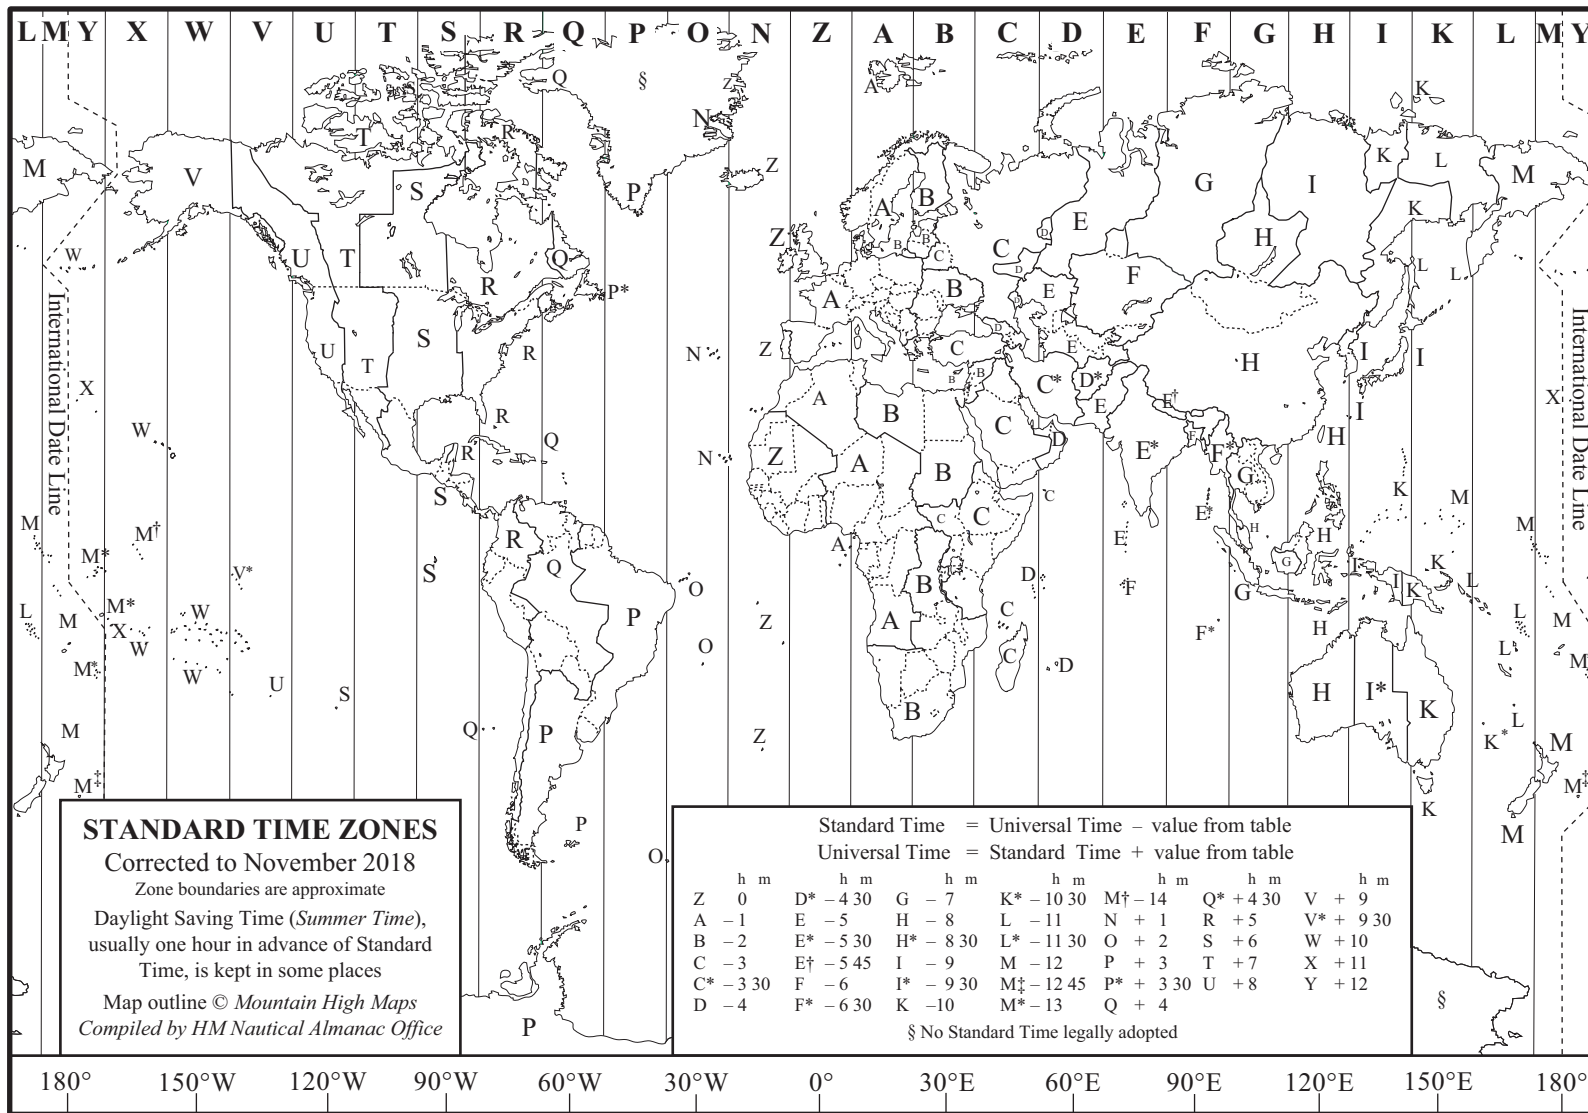 L M Y X W V U T S R Q P O N Z A B C D E F G H I K L M Y
Q § Z A K
N
T R Z
M V S P A B G I K L M
K
Z B B D E C H
W U T Q A B C D L L
R P* B E F
International Date Line
International Date Line
A D
U T S R N Z C E H I I
X B B C* D* E E† X
A B I
W R Q C D H
R N Z A B E* F F* G
S C K M
M M† R C C E* H H M
M* Q A E K
S V* B D F G I I K L
M* O G K
L M X W P Z C F* H L M
W O A L
M* W C D M*
U S H I* K
B L
M Q P Z K* M
M‡ M‡
K
P M
O
STANDARD TIME ZONES
Corrected to November 2018
Zone boundaries are approximate
Daylight Saving Time (Summer Time),
usually one hour in advance of Standard
Time, is kept in some places
Map outline © Mountain High Maps
Compiled by HM Nautical Almanac Office
P
Standard Time = Universal Time – value from table
Universal Time = Standard Time + value from table
h m h m h m h m h m h m h m
Z 0 D* – 4 30 G – 7 K* – 10 30 M† – 14 Q* + 4 30 V + 9
A – 1 E – 5 H – 8 L – 11 N + 1 R + 5 V* + 9 30
B – 2 E* – 5 30 H* – 8 30 L* – 11 30 O + 2 S + 6 W + 10
C – 3 E† – 5 45 I – 9 M – 12 P + 3 T + 7 X + 11
C* – 3 30 F – 6 I* – 9 30 M‡ – 12 45 P* + 3 30 U + 8 Y + 12
D – 4 F* – 6 30 K – 10 M* – 13 Q + 4
§ No Standard Time legally adopted
§
180° 150°W 120°W 90°W 60°W 30°W 0° 30°E 60°E 90°E 120°E 150°E 180°